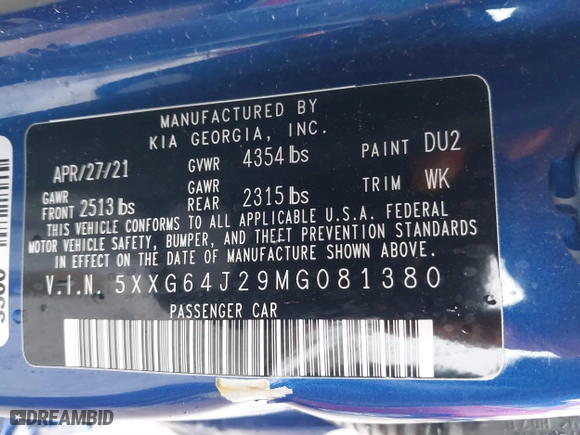 MANUFACTURED BY
KIA GEORGIA, INC.
APR/27/21 GVWR 4354 lbs PAINT DU2
GAWR FRONT 2513 lbs GAWR REAR 2315 lbs TRIM WK
THIS VEHICLE CONFORMS TO ALL APPLICABLE U.S.A. FEDERAL
MOTOR VEHICLE SAFETY, BUMPER, AND THEFT PREVENTION STANDARDS
IN EFFECT ON THE DATE OF MANUFACTURE SHOWN ABOVE.
V.I.N. 5XXG64J29MG081380
PASSENGER CAR
DREAMBID